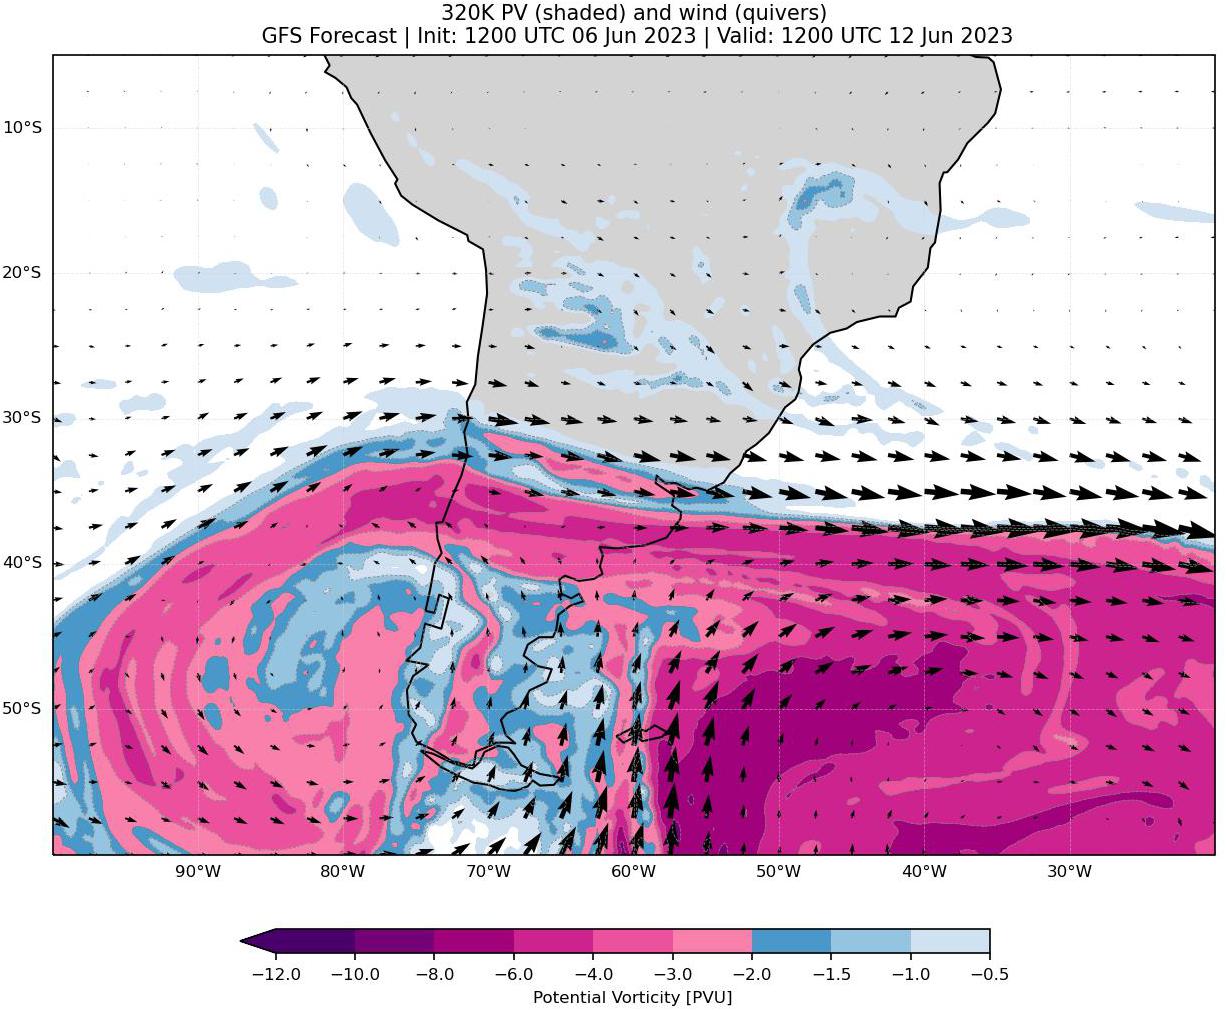 320K PV (shaded) and wind (quivers)
GFS Forecast | Init: 1200 UTC 06 Jun 2023 | Valid: 1200 UTC 12 Jun 2023
10°S
20°S
30°S
40°S
50°S
90°W 80°W 70°W 60°W 50°W 40°W 30°W
−12.0 −10.0 −8.0 −6.0 −4.0 −3.0 −2.0 −1.5 −1.0 −0.5
Potential Vorticity [PVU]